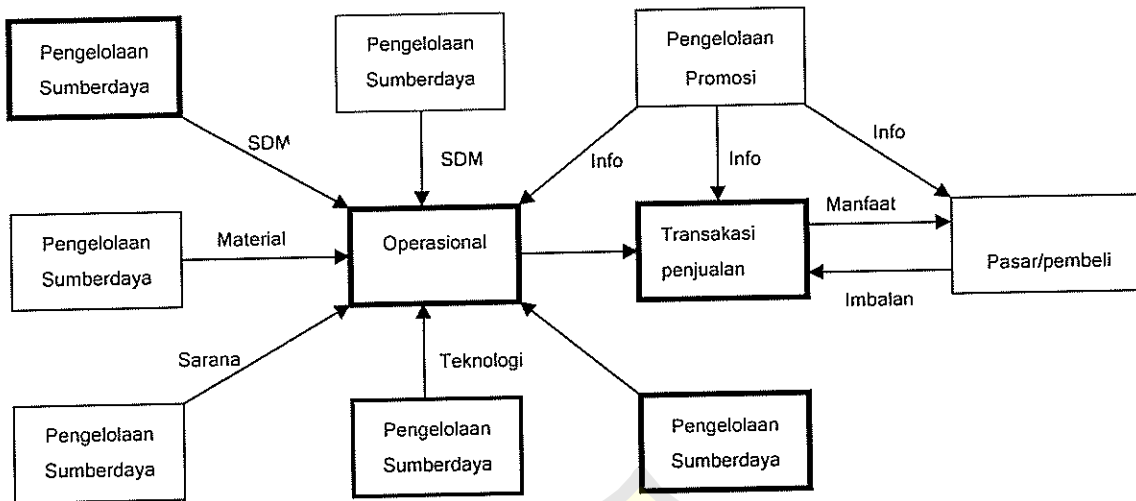 Pengelolaan
Sumberdaya
Pengelolaan
Sumberdaya
Pengelolaan
Promosi
SDM
SDM
Info
Info
Info
Pengelolaan
Sumberdaya
Material
Operasional
Transakasi
penjualan
Manfaat
Pasar/pembeli
Imbalan
Sarana
Teknologi
Pengelolaan
Sumberdaya
Pengelolaan
Sumberdaya
Pengelolaan
Sumberdaya